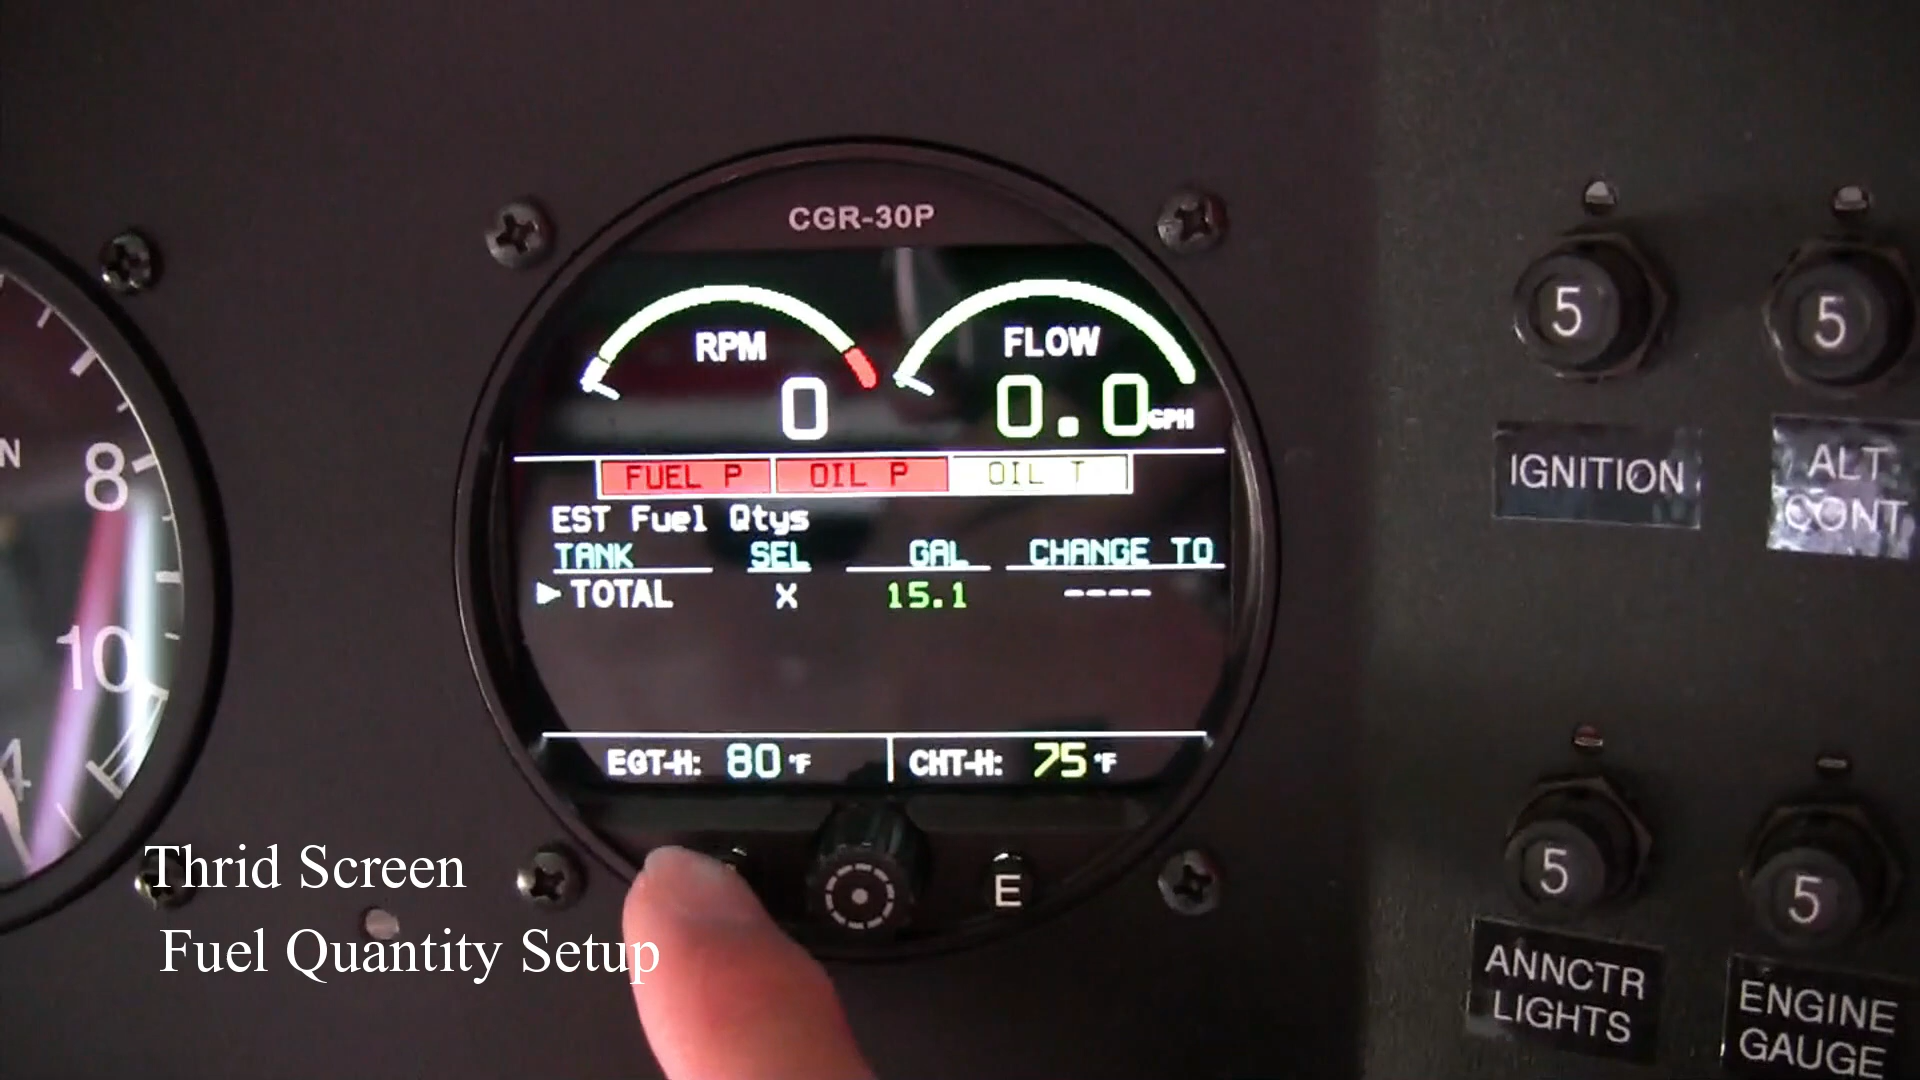 CGR-30P
RPM
0
FLOW
0.0 GPH
FUEL P OIL P OIL T
EST Fuel Qtys
TANK SEL GAL CHANGE TO
TOTAL X 15.1 ----
EGT-H: 80 °F CHT-H: 75 °F
E
N
8
10
4
5
IGNITION
5
ALT
CONT
5
ANNCTR
LIGHTS
5
ENGINE
GAUGE
Thrid Screen
Fuel Quantity Setup